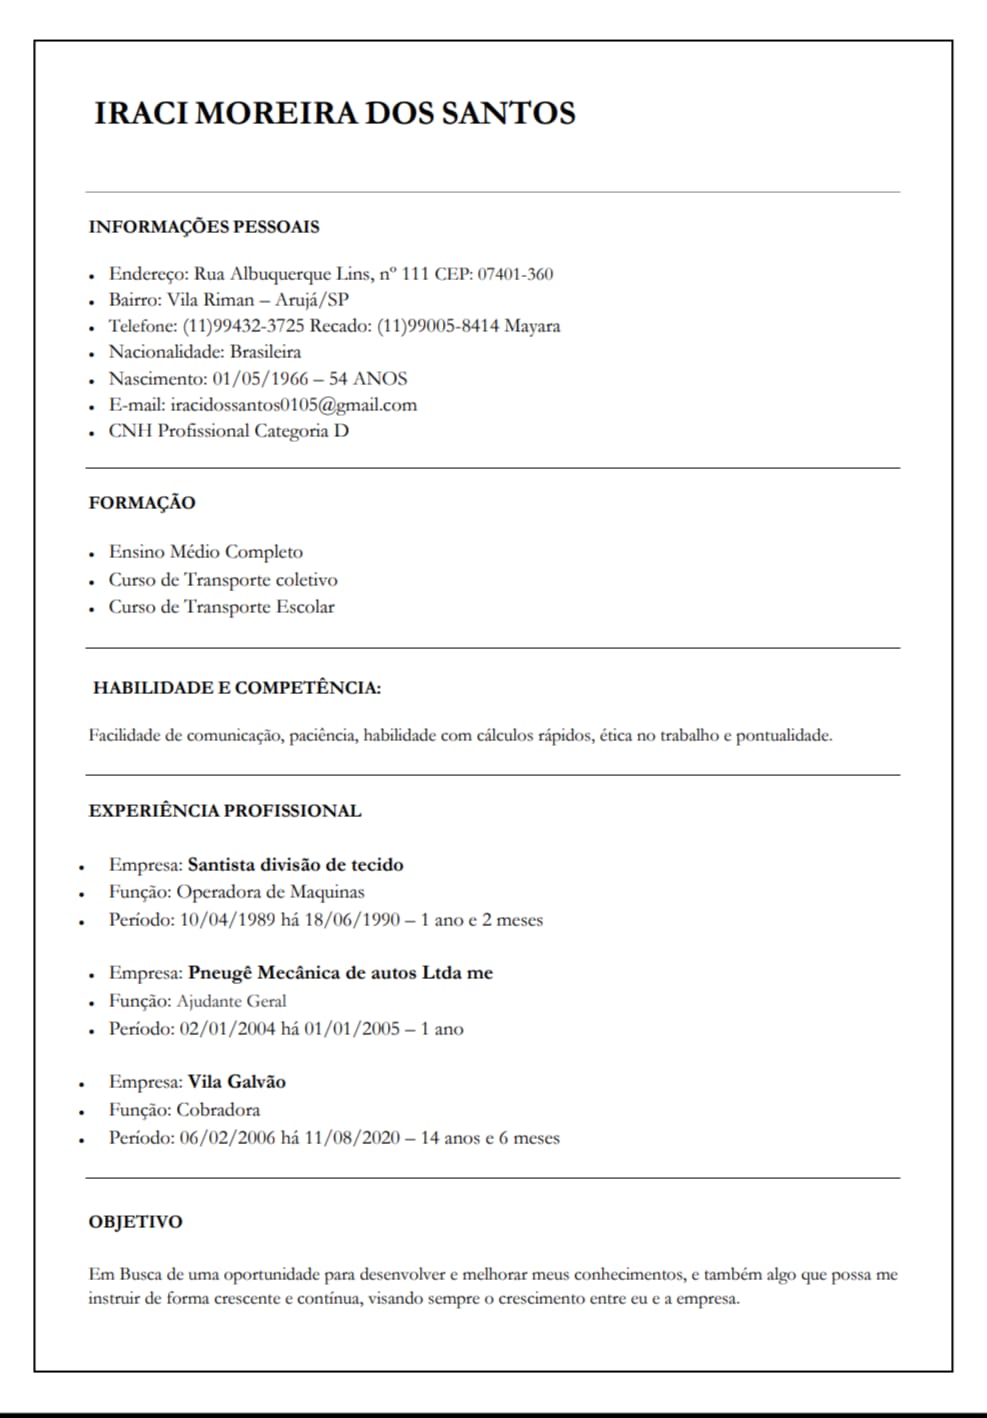 IRACI MOREIRA DOS SANTOS
INFORMAÇÕES PESSOAIS
• Endereço: Rua Albuquerque Lins, nº 111 CEP: 07401-360
• Bairro: Vila Riman – Arujá/SP
• Telefone: (11)99432-3725 Recado: (11)99005-8414 Mayara
• Nacionalidade: Brasileira
• Nascimento: 01/05/1966 – 54 ANOS
• E-mail: iracidossantos0105@gmail.com
• CNH Profissional Categoria D
FORMAÇÃO
• Ensino Médio Completo
• Curso de Transporte coletivo
• Curso de Transporte Escolar
HABILIDADE E COMPETÊNCIA:
Facilidade de comunicação, paciência, habilidade com cálculos rápidos, ética no trabalho e pontualidade.
EXPERIÊNCIA PROFISSIONAL
• Empresa: Santista divisão de tecido
• Função: Operadora de Maquinas
• Período: 10/04/1989 há 18/06/1990 – 1 ano e 2 meses
• Empresa: Pneugê Mecânica de autos Ltda me
• Função: Ajudante Geral
• Período: 02/01/2004 há 01/01/2005 – 1 ano
• Empresa: Vila Galvão
• Função: Cobradora
• Período: 06/02/2006 há 11/08/2020 – 14 anos e 6 meses
OBJETIVO
Em Busca de uma oportunidade para desenvolver e melhorar meus conhecimentos, e também algo que possa me
instruir de forma crescente e contínua, visando sempre o crescimento entre eu e a empresa.